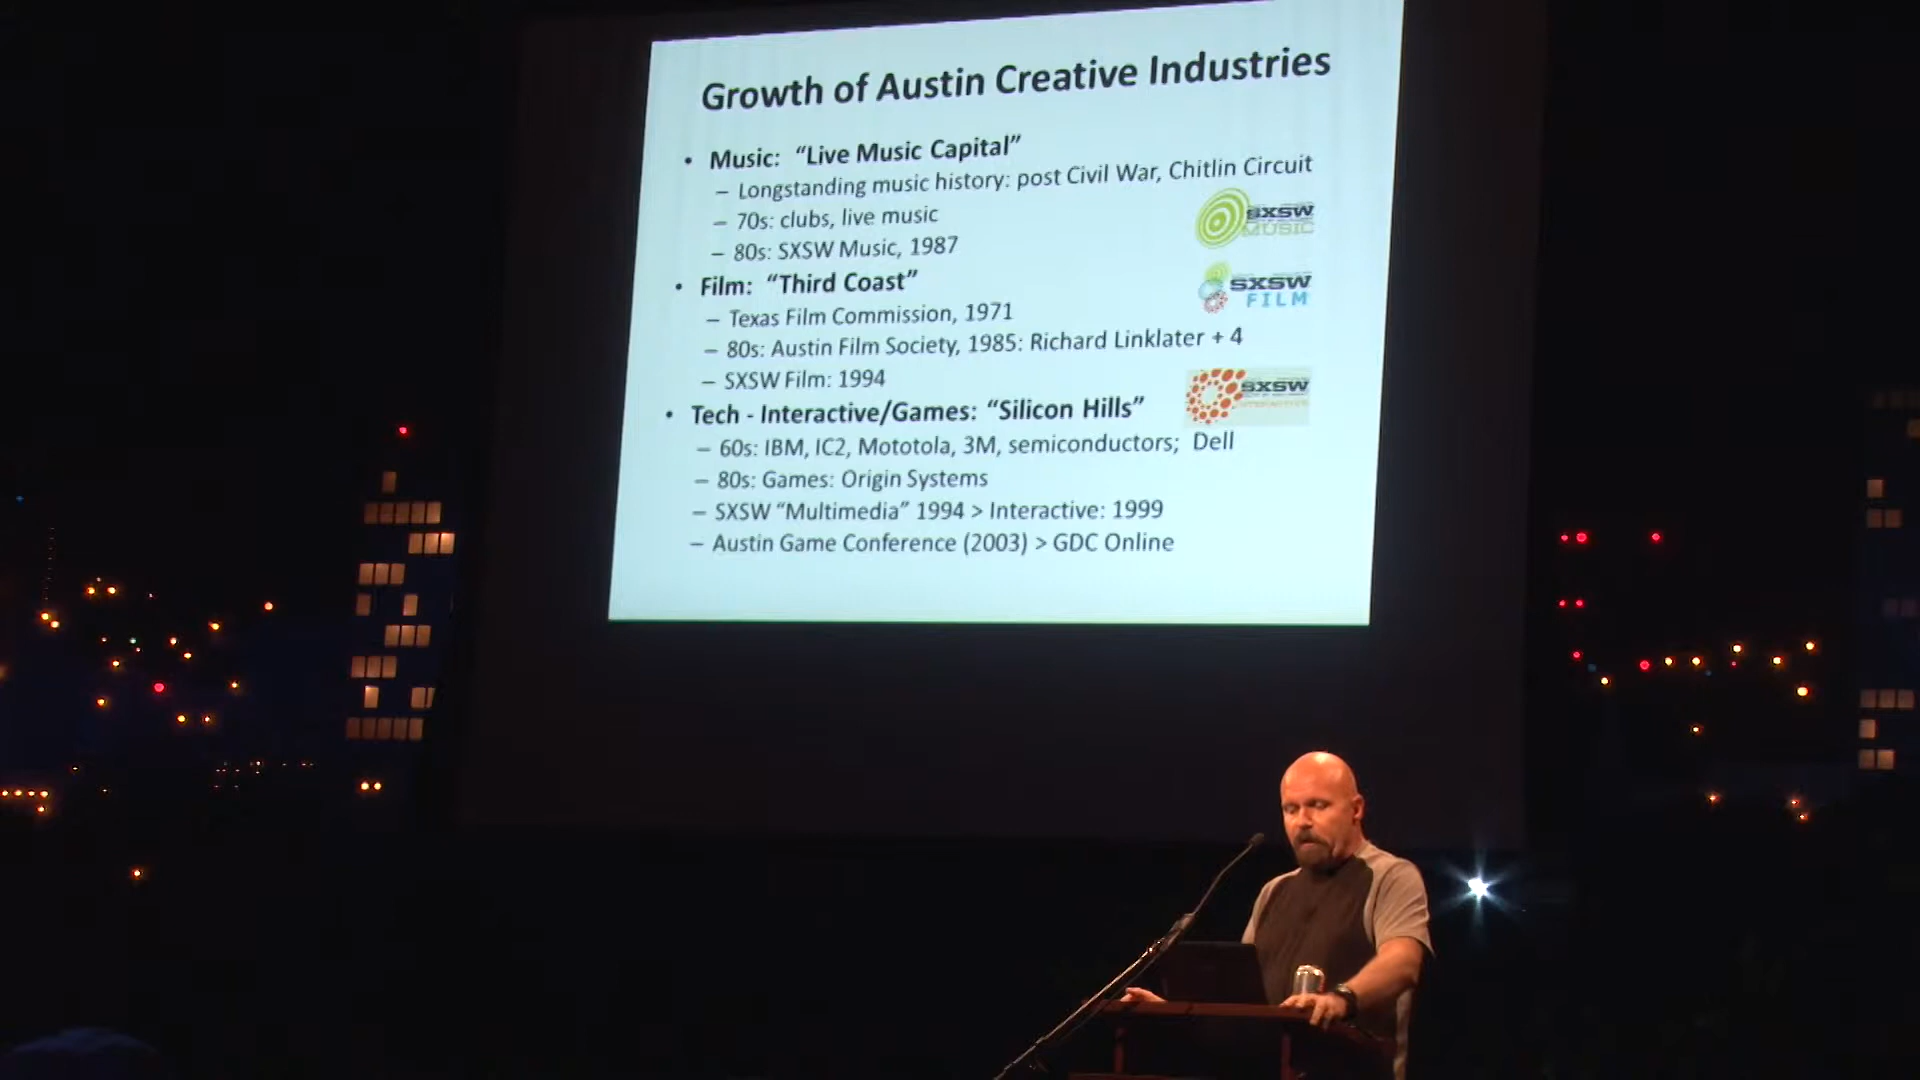 Growth of Austin Creative Industries
• Music: “Live Music Capital”
– Longstanding music history: post Civil War, Chitlin Circuit
– 70s: clubs, live music
– 80s: SXSW Music, 1987
SXSW
MUSIC
• Film: “Third Coast”
– Texas Film Commission, 1971
– 80s: Austin Film Society, 1985: Richard Linklater + 4
– SXSW Film: 1994
SXSW
FILM
• Tech - Interactive/Games: “Silicon Hills”
SXSW
INTERACTIVE
– 60s: IBM, IC2, Mototola, 3M, semiconductors; Dell
– 80s: Games: Origin Systems
– SXSW “Multimedia” 1994 > Interactive: 1999
– Austin Game Conference (2003) > GDC Online